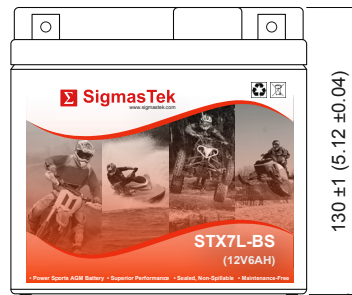 SigmasTek
www.sigmastek.com
STX7L-BS
(12V6AH)
• Power Sports AGM Battery • Superior Performance • Sealed, Non-Spillable • Maintenance-Free
130 ±1 (5.12 ±0.04)